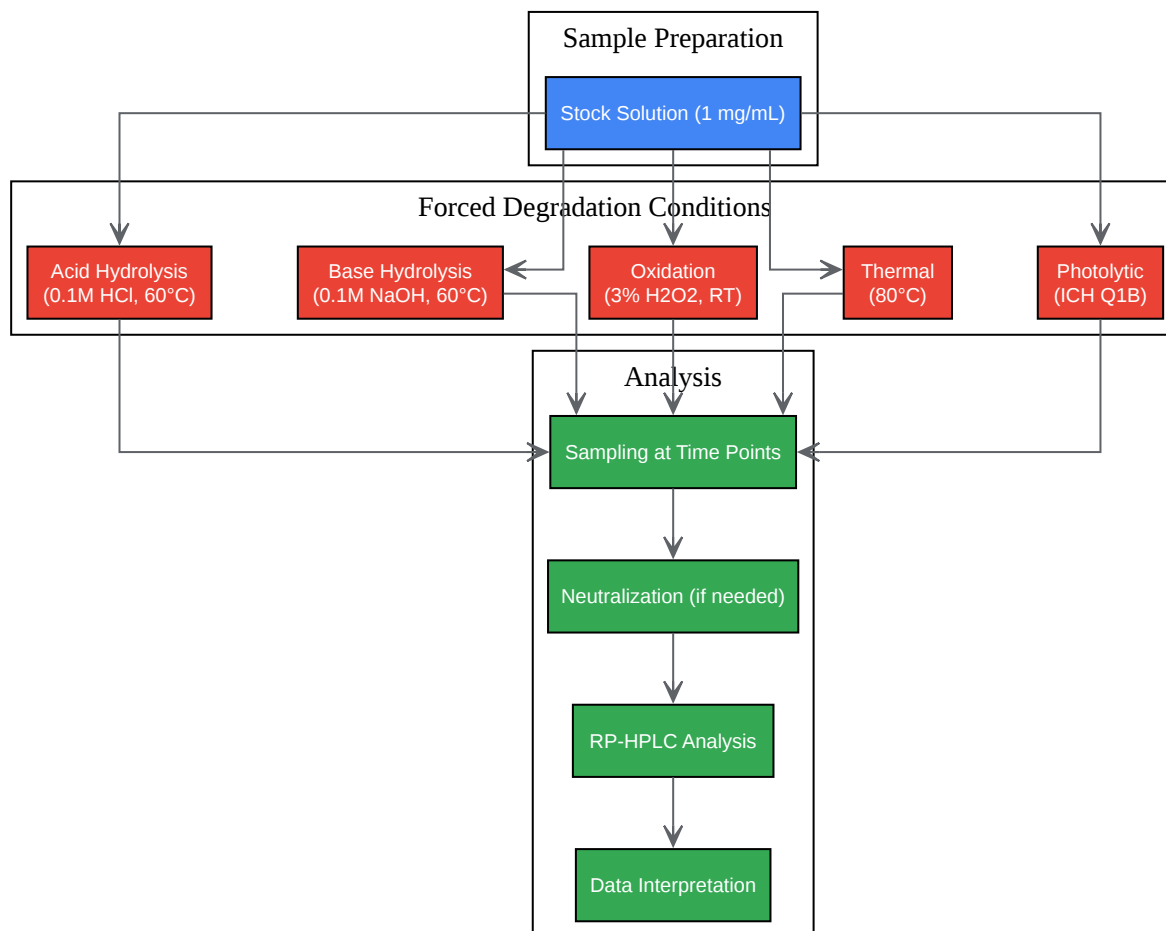 Sample Preparation
Stock Solution (1 mg/mL)
Forced Degradation Conditions
Acid Hydrolysis
(0.1M HCl, 60°C)
Base Hydrolysis
(0.1M NaOH, 60°C)
Oxidation
(3% H2O2, RT)
Thermal
(80°C)
Photolytic
(ICH Q1B)
Analysis
Sampling at Time Points
Neutralization (if needed)
RP-HPLC Analysis
Data Interpretation